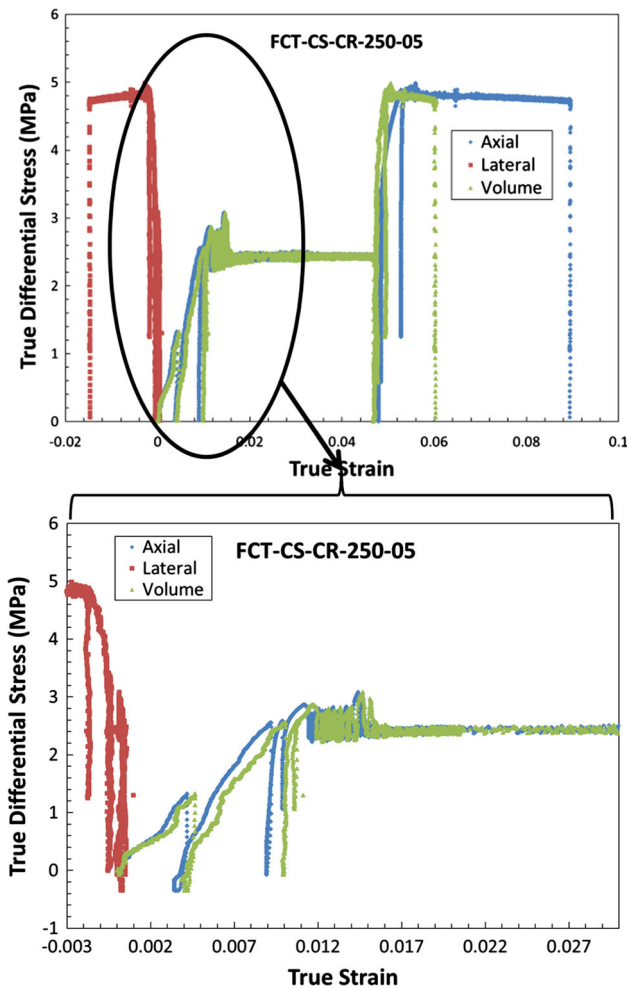 FCT-CS-CR-250-05
True Differential Stress (MPa)
6
5
4
3
2
1
0
Axial
Lateral
Volume
-0.02 0 0.02 0.04 0.06 0.08 0.1
True Strain
FCT-CS-CR-250-05
True Differential Stress (MPa)
6
5
4
3
2
1
0
-1
Axial
Lateral
Volume
-0.003 0.002 0.007 0.012 0.017 0.022 0.027
True Strain